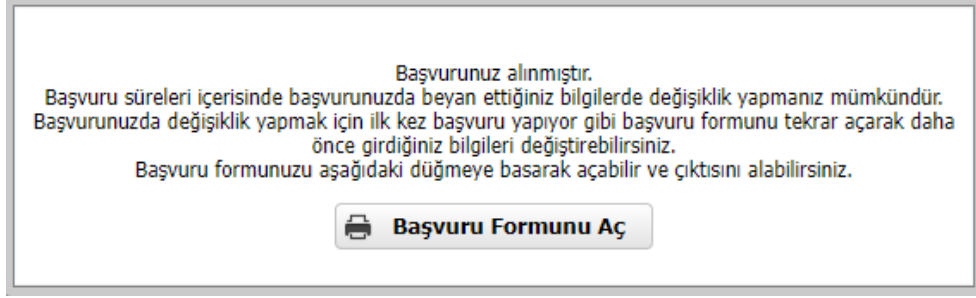 Başvurunuz alınmıştır.
Başvuru süreleri içerisinde başvurunuzda beyan ettiğiniz bilgilerde değişiklik yapmanız mümkündür.
Başvurunuzda değişiklik yapmak için ilk kez başvuru yapıyor gibi başvuru formunu tekrar açarak daha
önce girdiğiniz bilgileri değiştirebilirsiniz.
Başvuru formunuzu aşağıdaki düğmeye basarak açabilir ve çıktısını alabilirsiniz.
Başvuru Formunu Aç